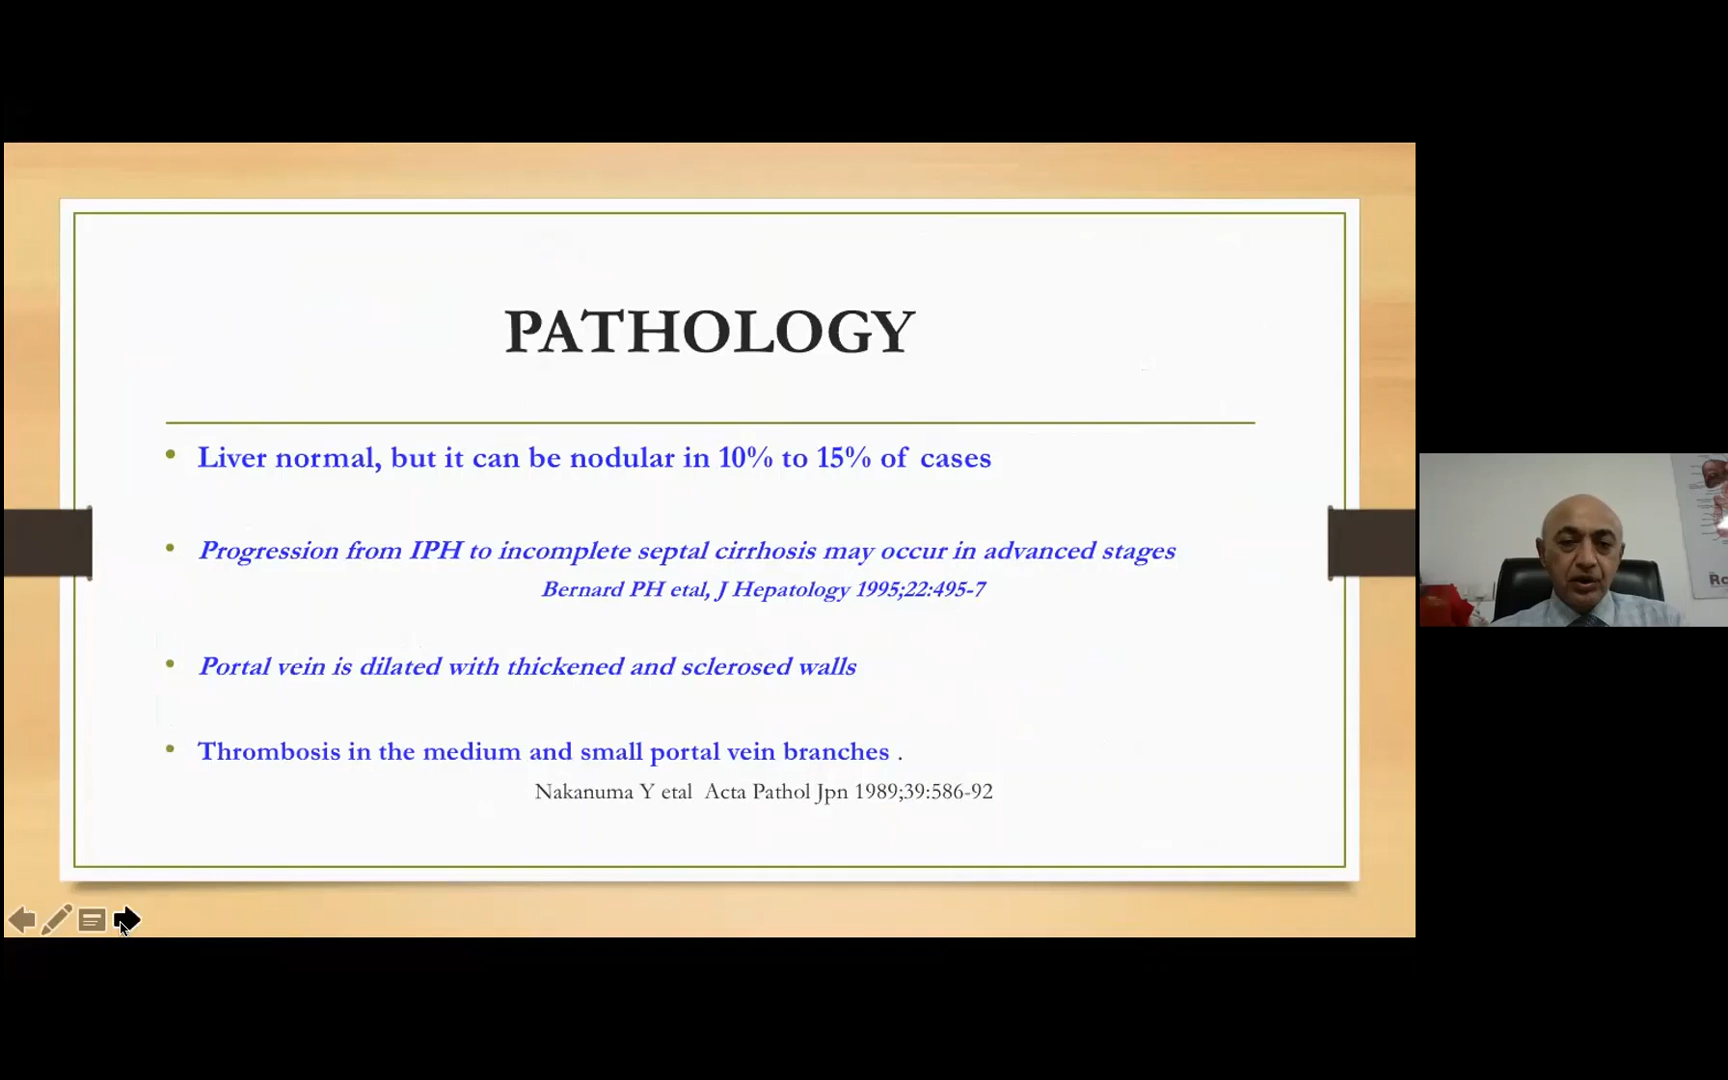 PATHOLOGY
• Liver normal, but it can be nodular in 10% to 15% of cases
• Progression from IPH to incomplete septal cirrhosis may occur in advanced stages
Bernard PH etal, J Hepatology 1995;22:495-7
• Portal vein is dilated with thickened and sclerosed walls
• Thrombosis in the medium and small portal vein branches .
Nakanuma Y etal Acta Pathol Jpn 1989;39:586-92